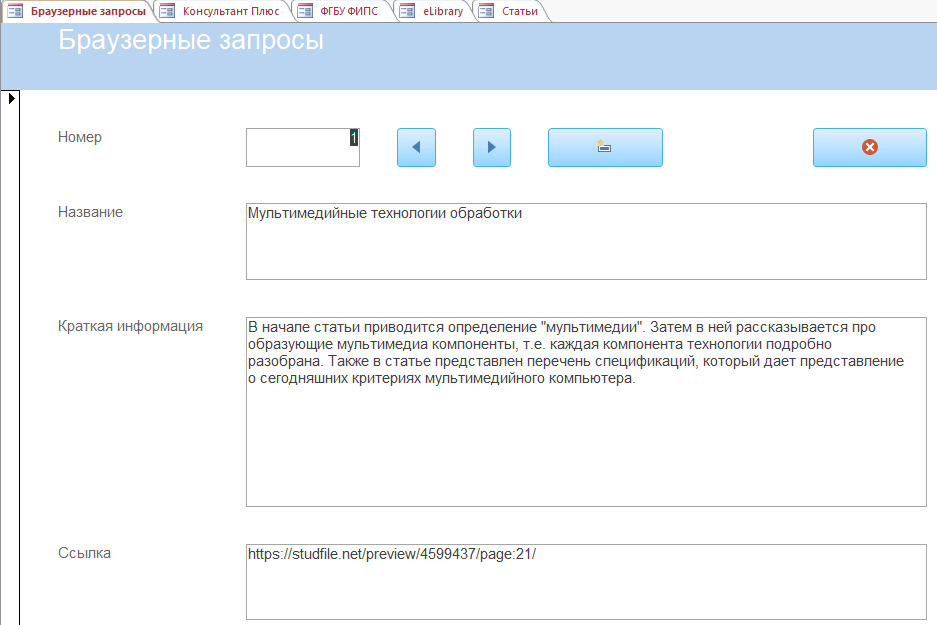 Браузерные запросы
Консультант Плюс
ФГБУ ФИПС
eLibrary
Статьи
Браузерные запросы
Номер
1
Название
Мультимедийные технологии обработки
Краткая информация
В начале статьи приводится определение "мультимедии". Затем в ней рассказывается про
образующие мультимедиа компоненты, т.е. каждая компонента технологии подробно
разобрана. Также в статье представлен перечень спецификаций, который дает представление
о сегодняшних критериях мультимедийного компьютера.
Ссылка
https://studfile.net/preview/4599437/page:21/